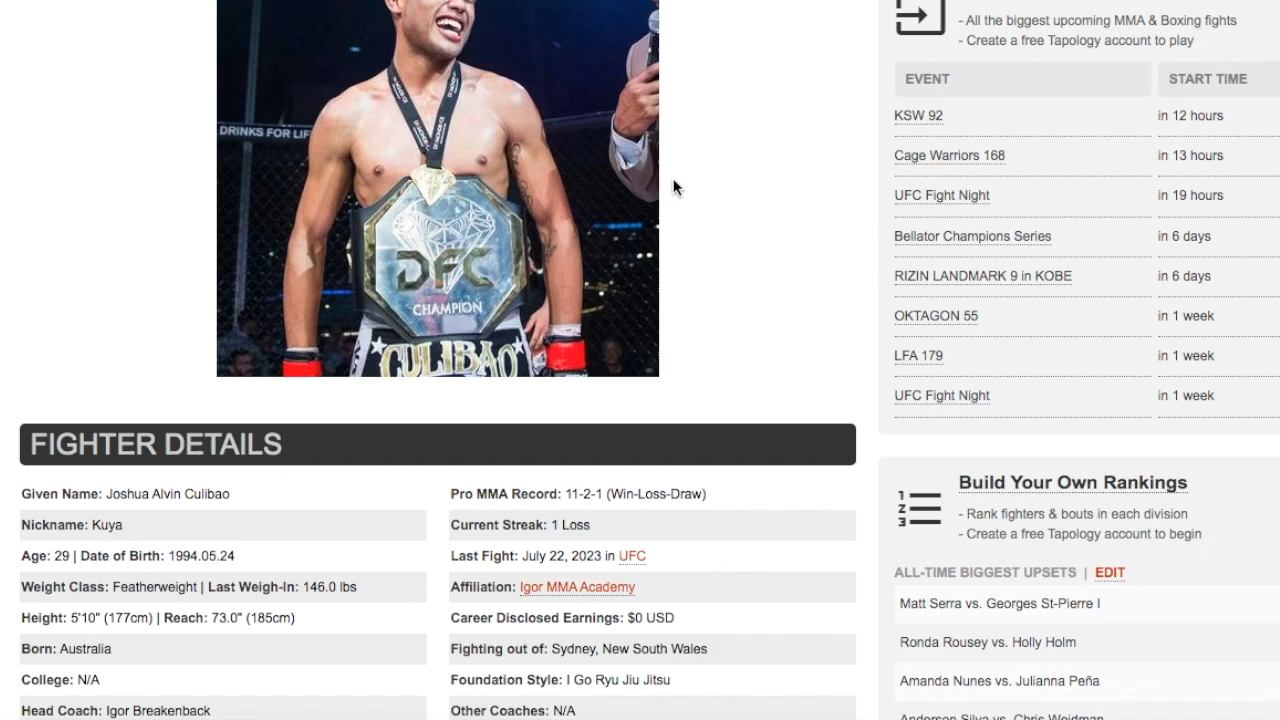 DRINKS FOR LIF
DFC
CHAMPION
CULIBAO
FIGHTER DETAILS
Given Name: Joshua Alvin Culibao
Nickname: Kuya
Age: 29 | Date of Birth: 1994.05.24
Weight Class: Featherweight | Last Weigh-In: 146.0 lbs
Height: 5'10" (177cm) | Reach: 73.0" (185cm)
Born: Australia
College: N/A
Head Coach: Igor Breakenback
Pro MMA Record: 11-2-1 (Win-Loss-Draw)
Current Streak: 1 Loss
Last Fight: July 22, 2023 in UFC
Affiliation: Igor MMA Academy
Career Disclosed Earnings: $0 USD
Fighting out of: Sydney, New South Wales
Foundation Style: I Go Ryu Jiu Jitsu
Other Coaches: N/A
- All the biggest upcoming MMA & Boxing fights
- Create a free Tapology account to play
EVENT START TIME
KSW 92 in 12 hours
Cage Warriors 168 in 13 hours
UFC Fight Night in 19 hours
Bellator Champions Series in 6 days
RIZIN LANDMARK 9 in KOBE in 6 days
OKTAGON 55 in 1 week
LFA 179 in 1 week
UFC Fight Night in 1 week
1
2
3
Build Your Own Rankings
- Rank fighters & bouts in each division
- Create a free Tapology account to begin
ALL-TIME BIGGEST UPSETS | EDIT
Matt Serra vs. Georges St-Pierre I
Ronda Rousey vs. Holly Holm
Amanda Nunes vs. Julianna Peña
Anderson Silva vs. Chris Weidman